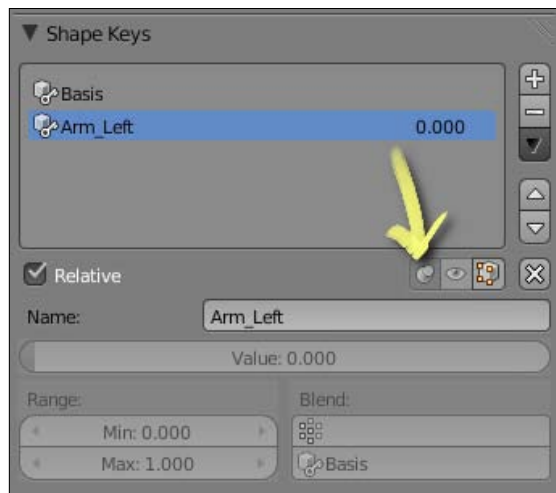 Shape Keys
Basis
Arm_Left 0.000
Relative
Name: Arm_Left
Value: 0.000
Range: Blend:
Min: 0.000
Max: 1.000 Basis